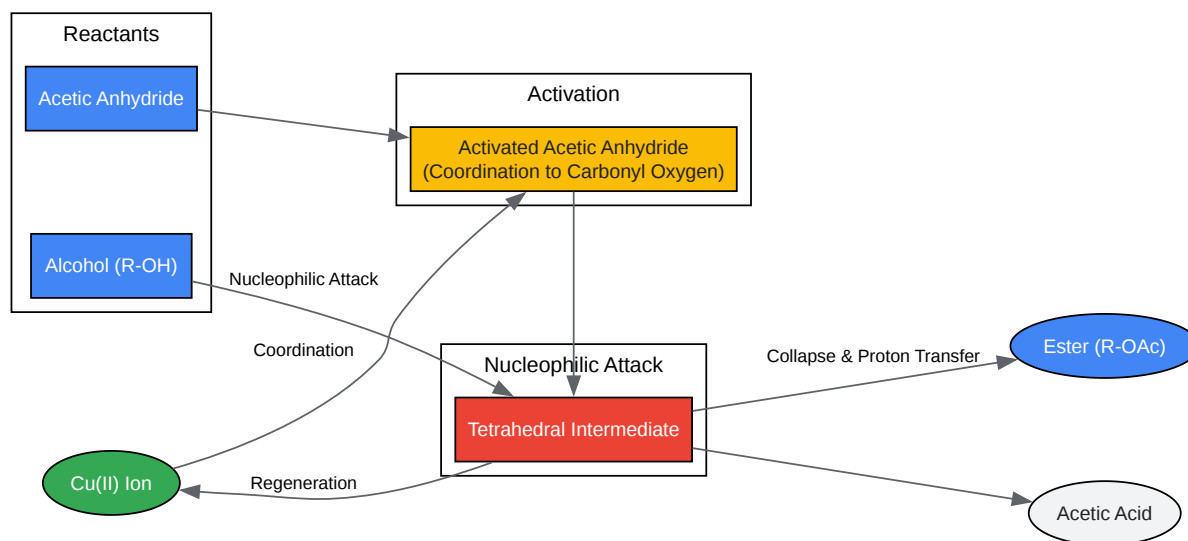 Reactants
Acetic Anhydride
Alcohol (R-OH)
Activation
Activated Acetic Anhydride
(Coordination to Carbonyl Oxygen)
Nucleophilic Attack
Coordination
Nucleophilic Attack
Tetrahedral Intermediate
Collapse & Proton Transfer
Ester (R-OAc)
Cu(II) Ion
Regeneration
Acetic Acid